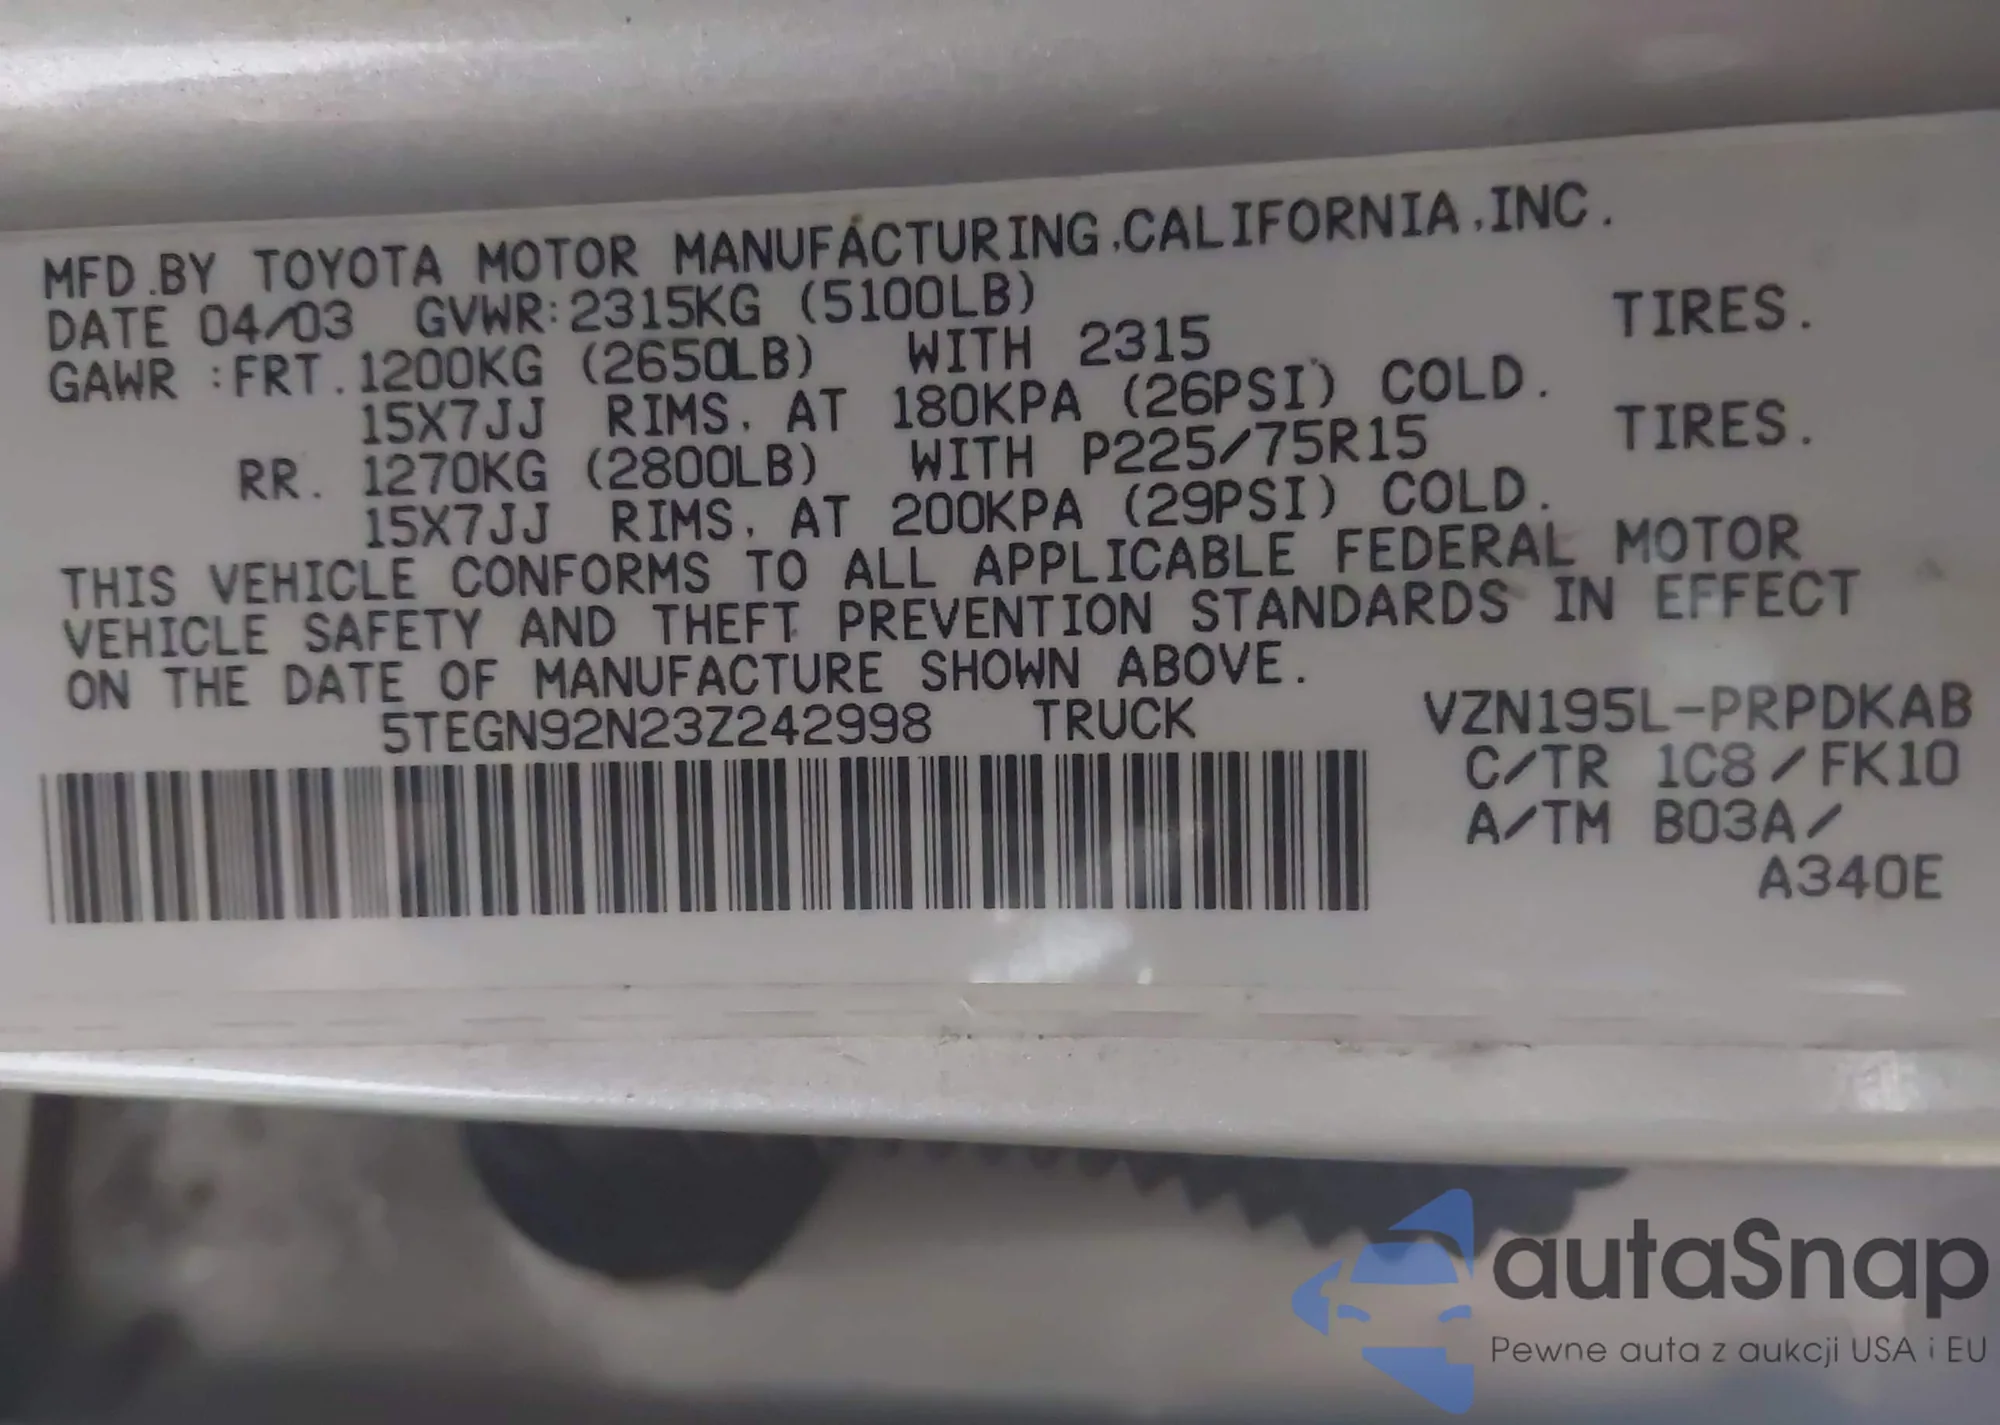 MFD.BY TOYOTA MOTOR MANUFACTURING,CALIFORNIA,INC.
DATE 04/03 GVWR:2315KG (5100LB)
GAWR :FRT.1200KG (2650LB) WITH 2315 TIRES.
15X7JJ RIMS, AT 180KPA (26PSI) COLD.
RR. 1270KG (2800LB) WITH P225/75R15 TIRES.
15X7JJ RIMS, AT 200KPA (29PSI) COLD.
THIS VEHICLE CONFORMS TO ALL APPLICABLE FEDERAL MOTOR
VEHICLE SAFETY AND THEFT PREVENTION STANDARDS IN EFFECT
ON THE DATE OF MANUFACTURE SHOWN ABOVE.
5TEGN92N23Z242998 TRUCK VZN195L-PRPDKAB
C/TR 1C8/FK10
A/TM B03A/
A340E
autaSnap
Pewne auta z aukcji USA i EU